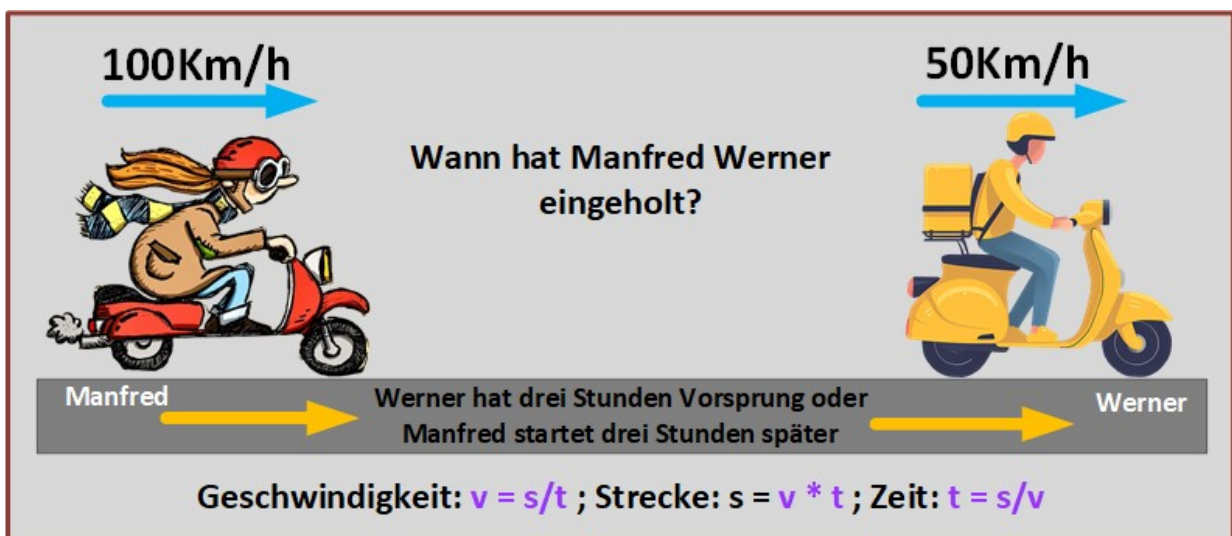 100Km/h
50Km/h
Wann hat Manfred Werner
eingeholt?
Manfred
Werner hat drei Stunden Vorsprung oder
Manfred startet drei Stunden später
Werner
Geschwindigkeit: v = s/t ; Strecke: s = v * t ; Zeit: t = s/v